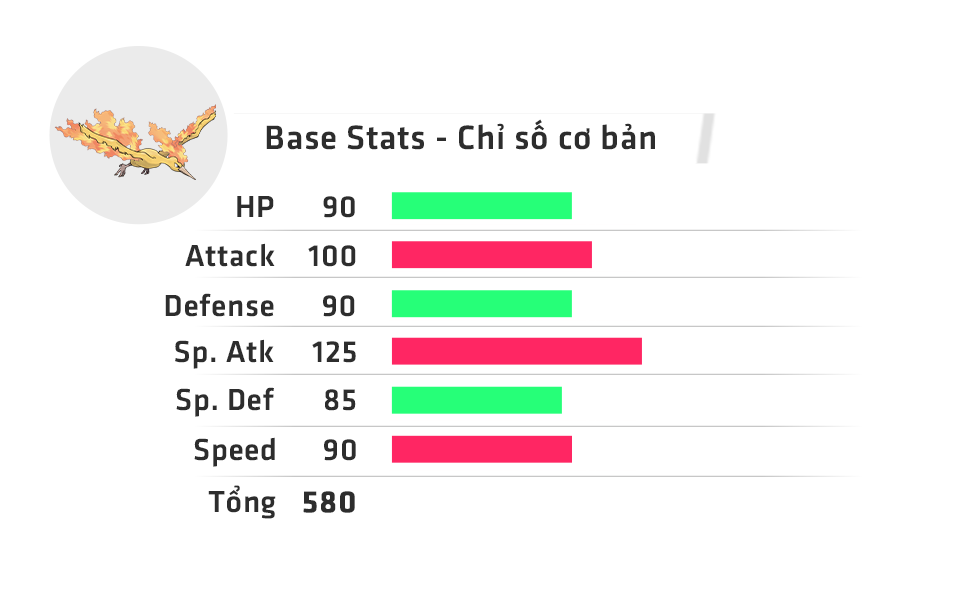 Base Stats - Chỉ số cơ bản
HP 90
Attack 100
Defense 90
Sp. Atk 125
Sp. Def 85
Speed 90
Tổng 580